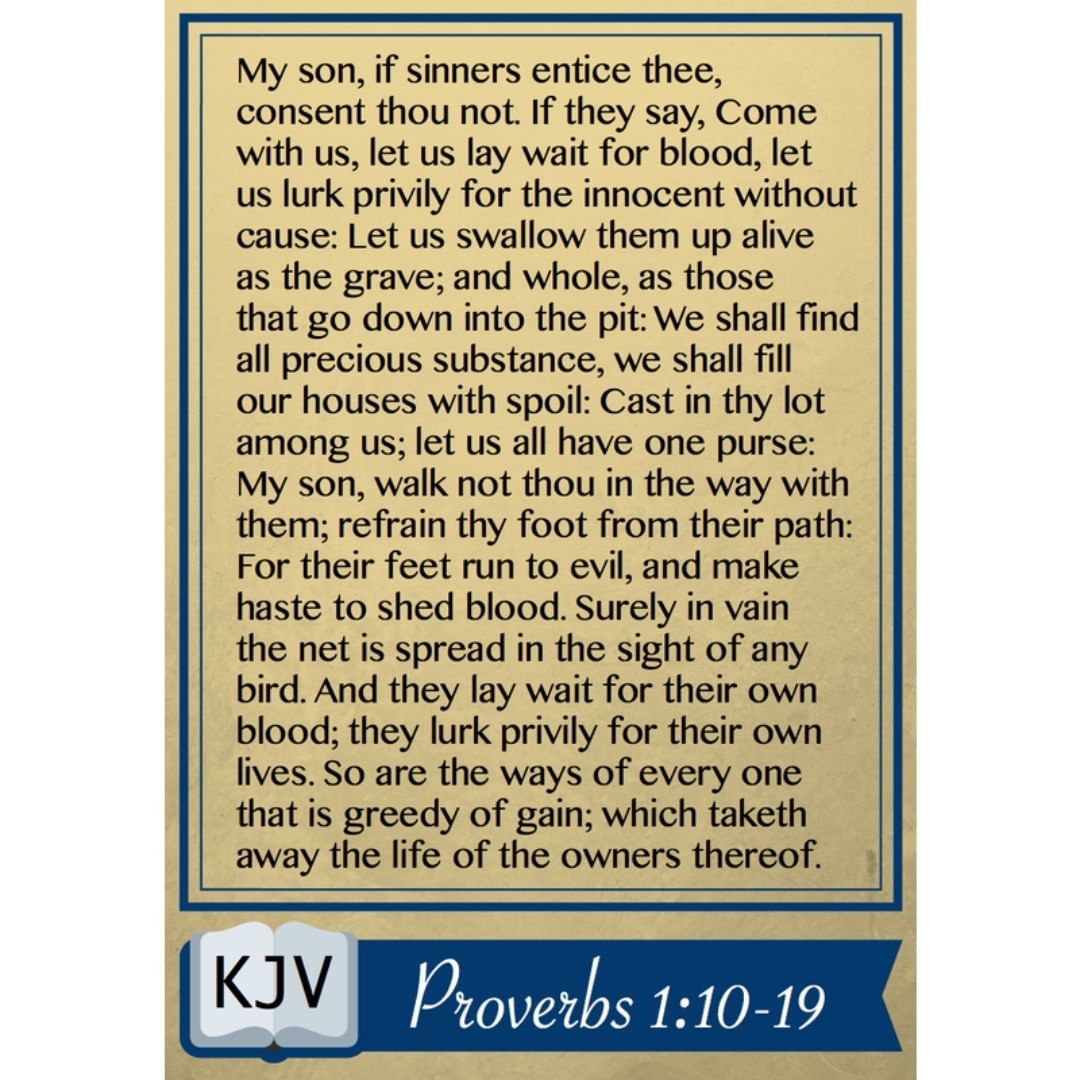 My son, if sinners entice thee,
consent thou not. If they say, Come
with us, let us lay wait for blood, let
us lurk privily for the innocent without
cause: Let us swallow them up alive
as the grave; and whole, as those
that go down into the pit: We shall find
all precious substance, we shall fill
our houses with spoil: Cast in thy lot
among us; let us all have one purse:
My son, walk not thou in the way with
them; refrain thy foot from their path:
For their feet run to evil, and make
haste to shed blood. Surely in vain
the net is spread in the sight of any
bird. And they lay wait for their own
blood; they lurk privily for their own
lives. So are the ways of every one
that is greedy of gain; which taketh
away the life of the owners thereof.
KJV
Proverbs 1:10-19